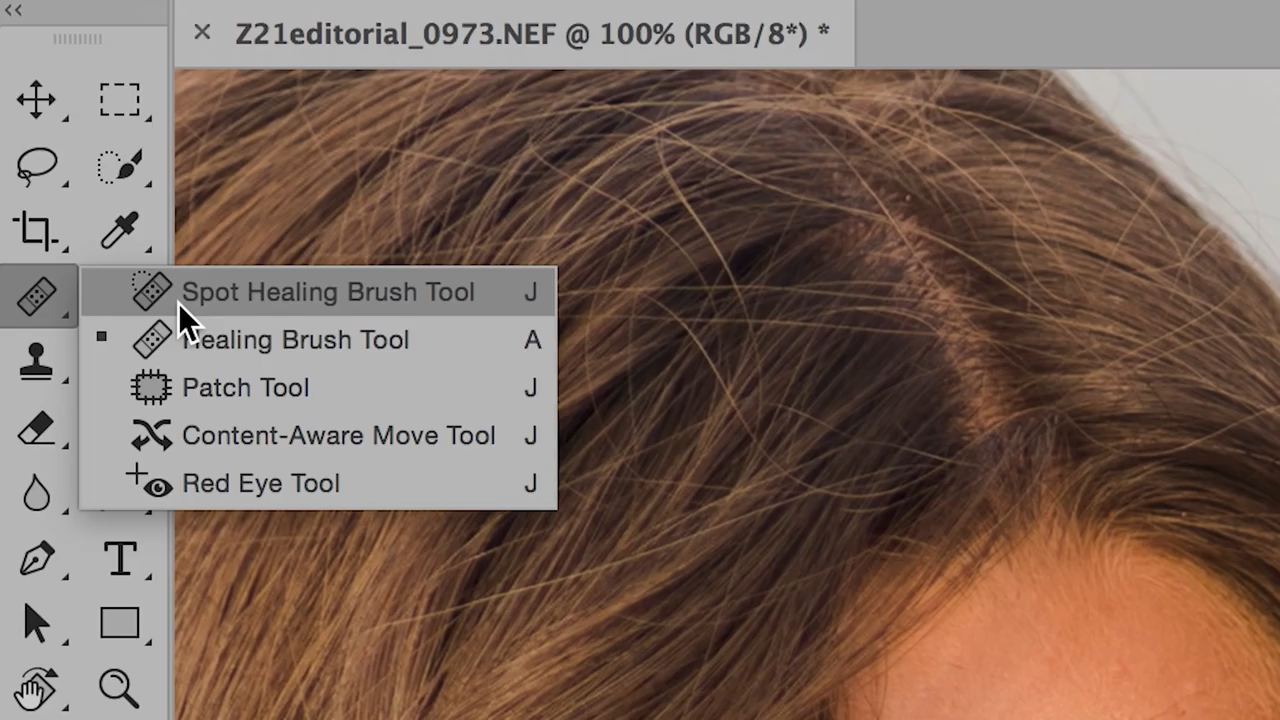 Z21editorial_0973.NEF @ 100% (RGB/8*) *
Spot Healing Brush Tool J
Healing Brush Tool A
Patch Tool J
Content-Aware Move Tool J
Red Eye Tool J
T